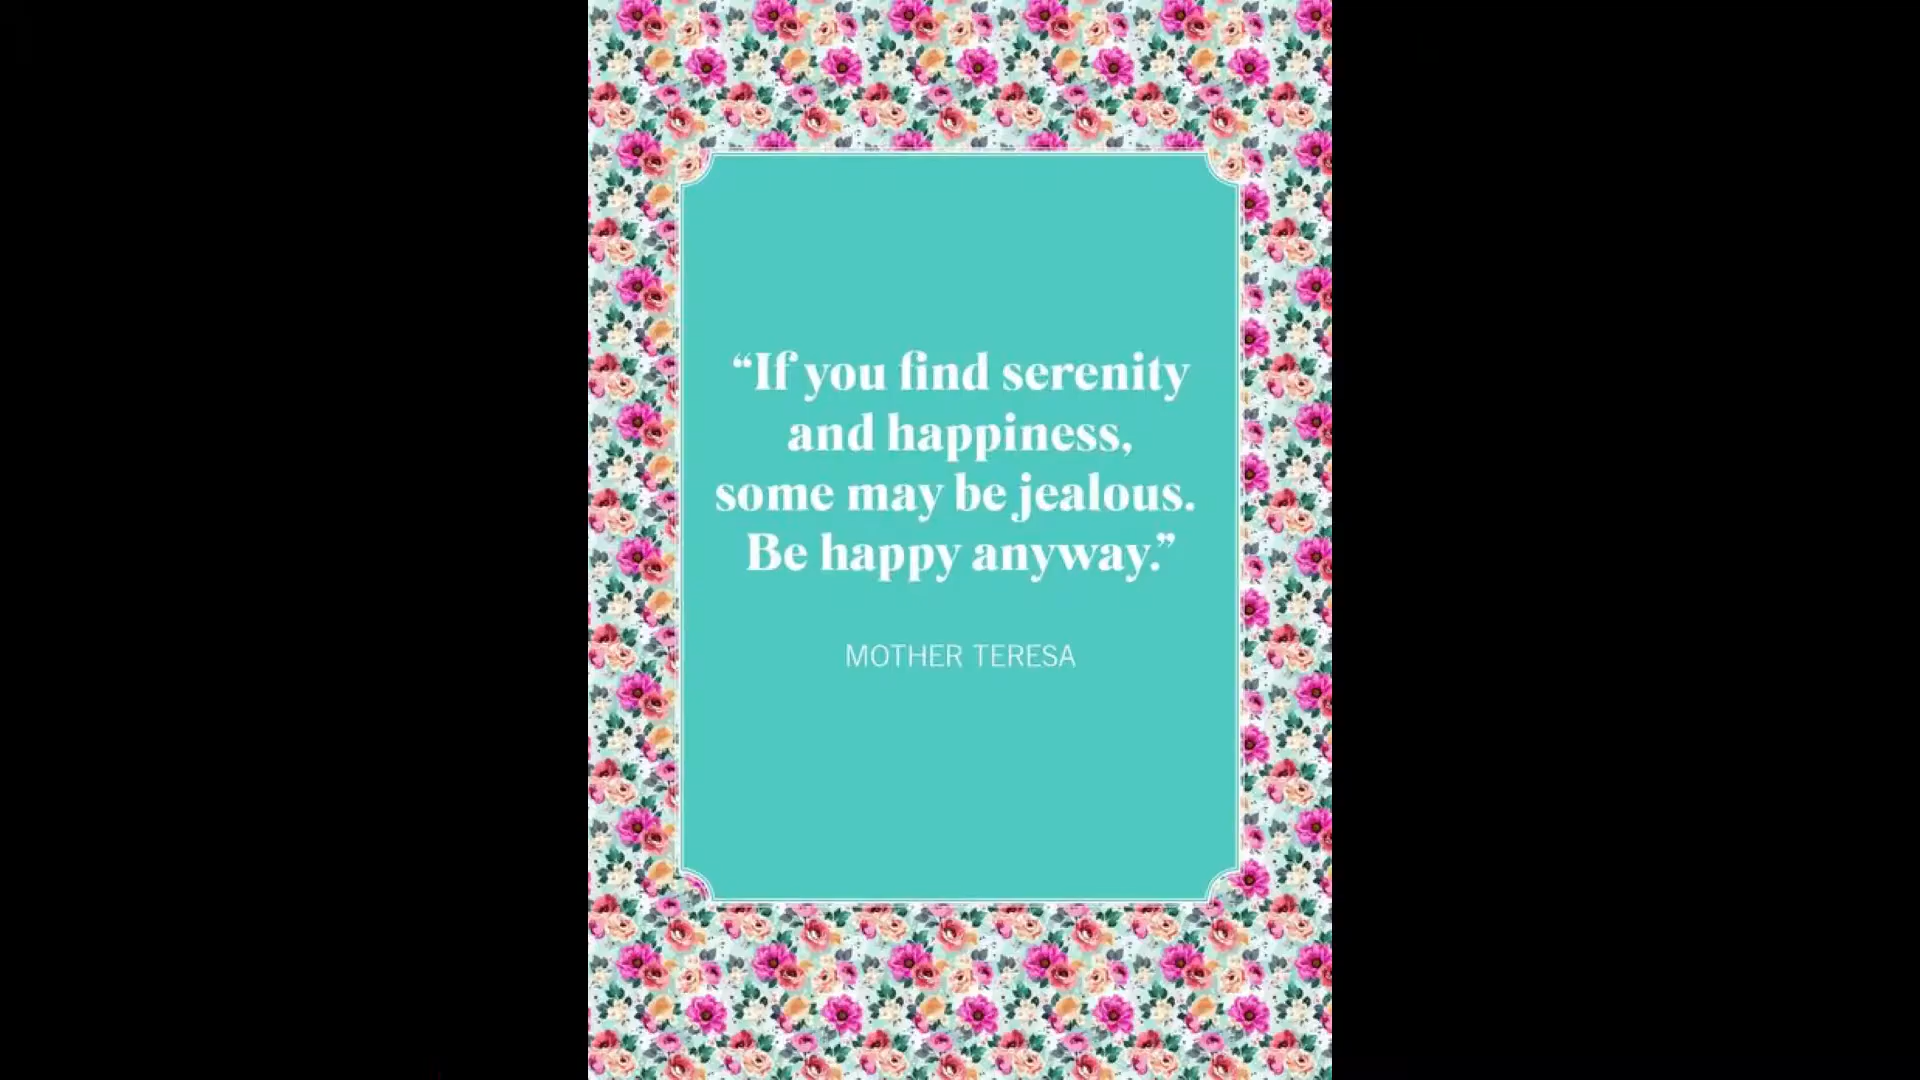 “If you find serenity
and happiness,
some may be jealous.
Be happy anyway.”
MOTHER TERESA